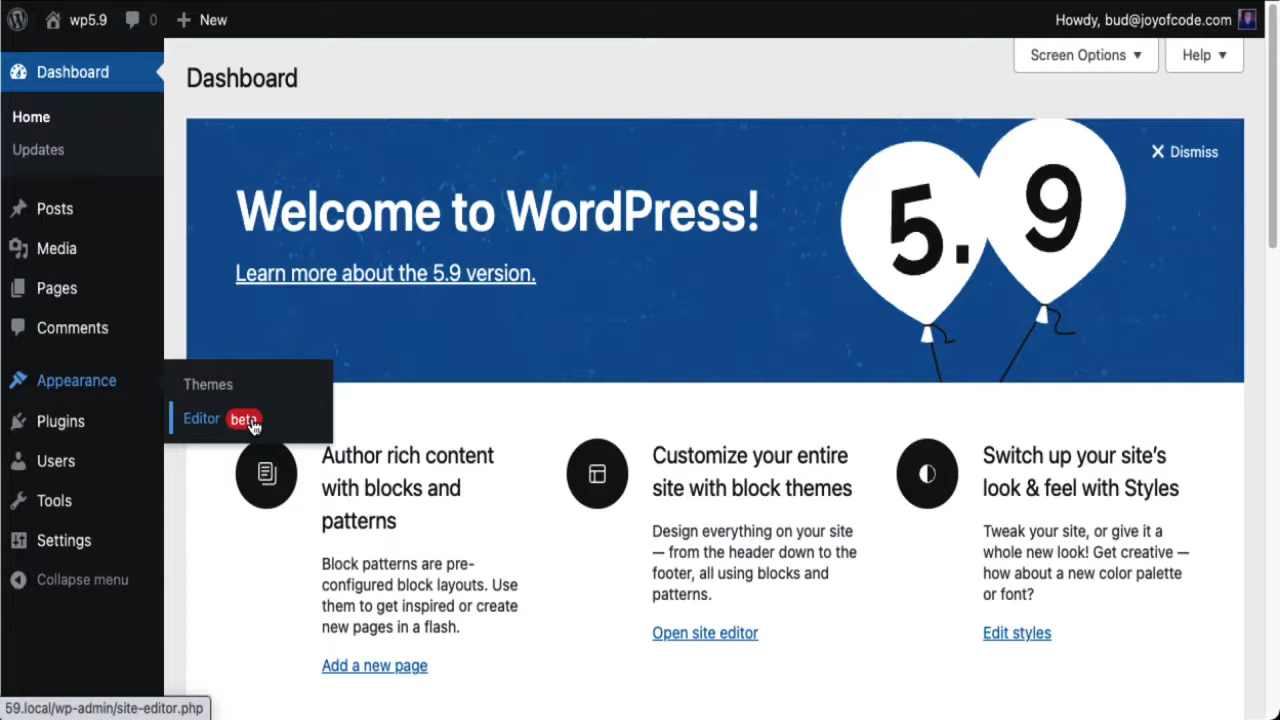 wp5.9
0
New
Howdy, bud@joyofcode.com
Dashboard
Home
Updates
Posts
Media
Pages
Comments
Appearance
Plugins
Users
Tools
Settings
Collapse menu
Themes
Editor beta
Screen Options ▼
Help ▼
Dashboard
Dismiss
Welcome to WordPress!
Learn more about the 5.9 version.
5.9
Author rich content
with blocks and
patterns
Block patterns are pre-
configured block layouts. Use
them to get inspired or create
new pages in a flash.
Add a new page
Customize your entire
site with block themes
Design everything on your site
— from the header down to the
footer, all using blocks and
patterns.
Open site editor
Switch up your site’s
look & feel with Styles
Tweak your site, or give it a
whole new look! Get creative —
how about a new color palette
or font?
Edit styles
59.local/wp-admin/site-editor.php